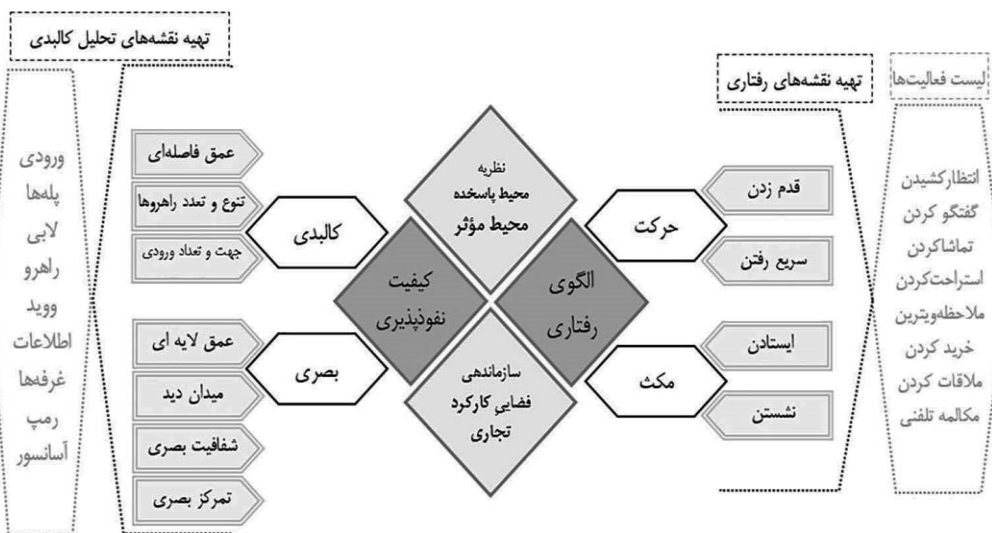 لیست فعالیت‌ها
انتظارکشیدن
گفتگو کردن
تماشاکردن
استراحت‌کردن
ملاحظه‌ویترین
خرید کردن
ملاقات کردن
مکالمه تلفنی
تهیه نقشه‌های رفتاری
قدم زدن
سریع رفتن
ایستادن
نشستن
حرکت
مکث
الگوی
رفتاری
نظریه
محیط پاسخده
محیط مؤثر
سازماندهی
فضایی کارکرد
تجاری
کیفیت
نفوذپذیری
کالبدی
بصری
تهیه نقشه‌های تحلیل کالبدی
عمق فاصله‌ای
تنوع و تعدد راهروها
جهت و تعداد ورودی
عمق لایه ای
میدان دید
شفافیت بصری
تمرکز بصری
ورودی
پله‌ها
لابی
راهرو
ووید
اطلاعات
غرفه‌ها
رمپ
آسانسور